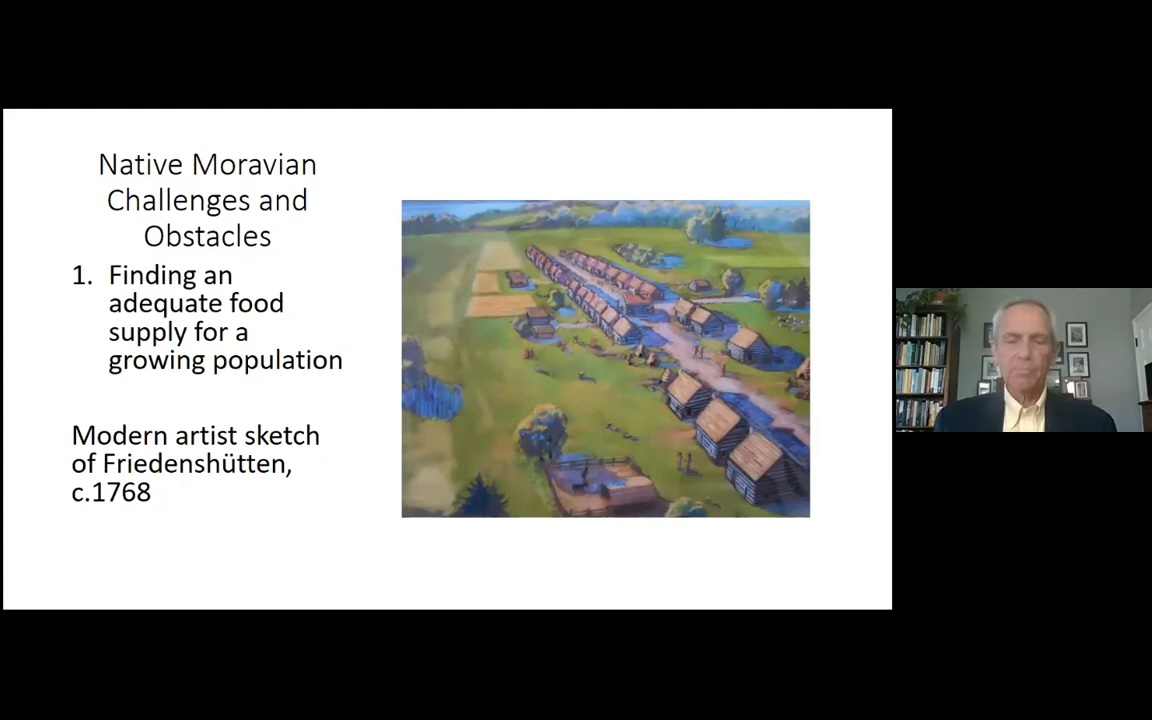 Native Moravian
Challenges and
Obstacles
1. Finding an
adequate food
supply for a
growing population
Modern artist sketch
of Friedenshütten,
c.1768